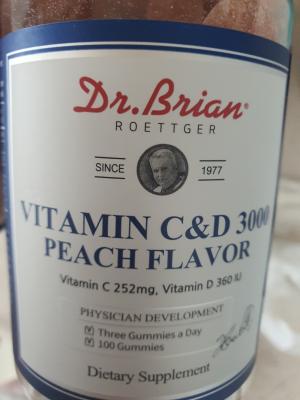 Dr.Brian®
ROETTGER
SINCE 1977
VITAMIN C&D 3000
PEACH FLAVOR
Vitamin C 252mg, Vitamin D 360 IU
PHYSICIAN DEVELOPMENT
Three Gummies a Day
100 Gummies
Dietary Supplement